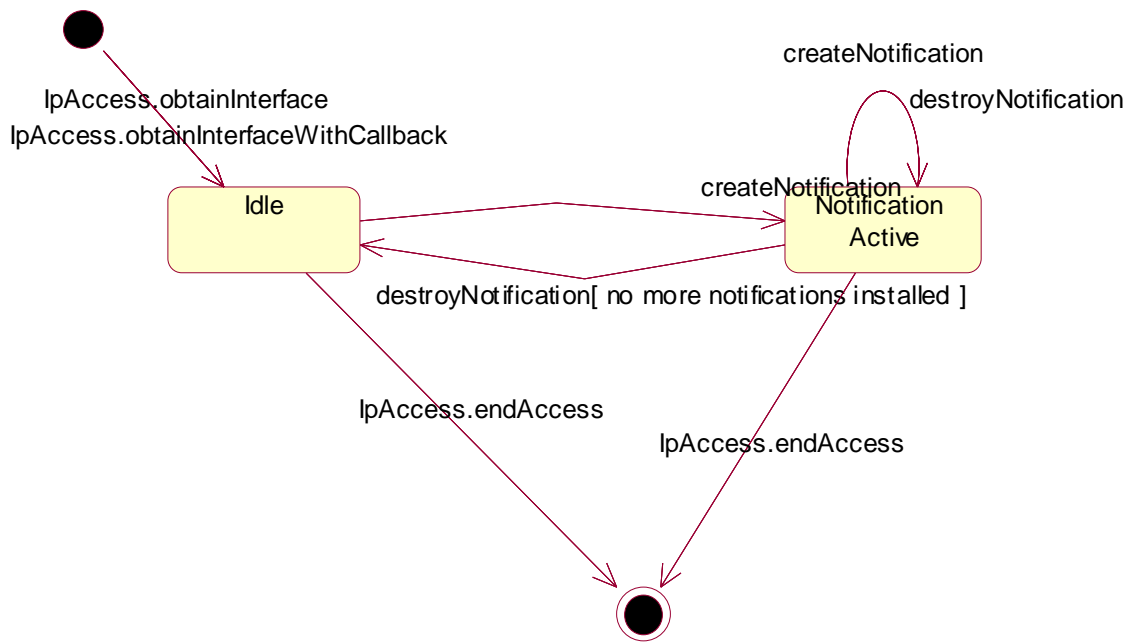 createNotification
IpAccess.obtainInterface
destroyNotification
IpAccess.obtainInterfaceWithCallback
createNotification
Idle
Notification
Active
destroyNotification[ no more notifications installed ]
IpAccess.endAccess
IpAccess.endAccess